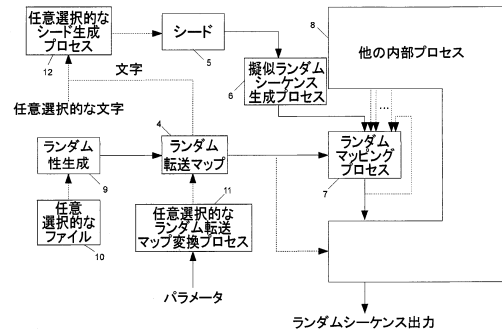 任意選択的な
シード生成
プロセス
12
シード
5
8
他の内部プロセス
文字
任意選択的な文字
擬似ランダム
シーケンス
生成プロセス
6
...
4
ランダム
性生成
9
ランダム
転送マップ
ランダム
マッピング
プロセス
7
任意
選択的な
ファイル
10
11
任意選択的な
ランダム転送
マップ変換プロセス
パラメータ
ランダムシーケンス出力